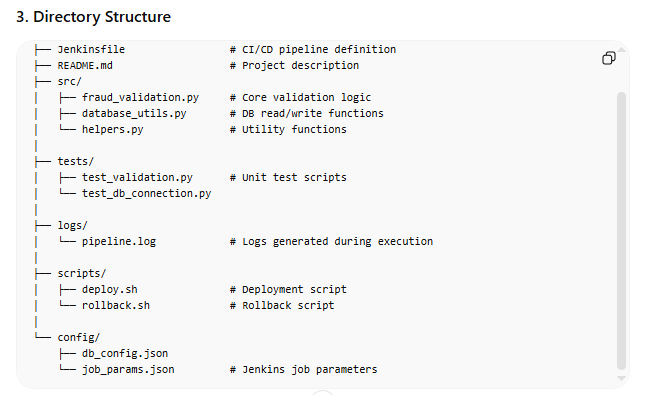 3. Directory Structure
├── Jenkinsfile                # CI/CD pipeline definition
├── README.md                  # Project description
├── src/
│   ├── fraud_validation.py    # Core validation logic
│   ├── database_utils.py      # DB read/write functions
│   └── helpers.py             # Utility functions
│
├── tests/
│   ├── test_validation.py     # Unit test scripts
│   └── test_db_connection.py
│
├── logs/
│   └── pipeline.log           # Logs generated during execution
│
├── scripts/
│   ├── deploy.sh              # Deployment script
│   └── rollback.sh            # Rollback script
│
└── config/
    ├── db_config.json
    └── job_params.json        # Jenkins job parameters